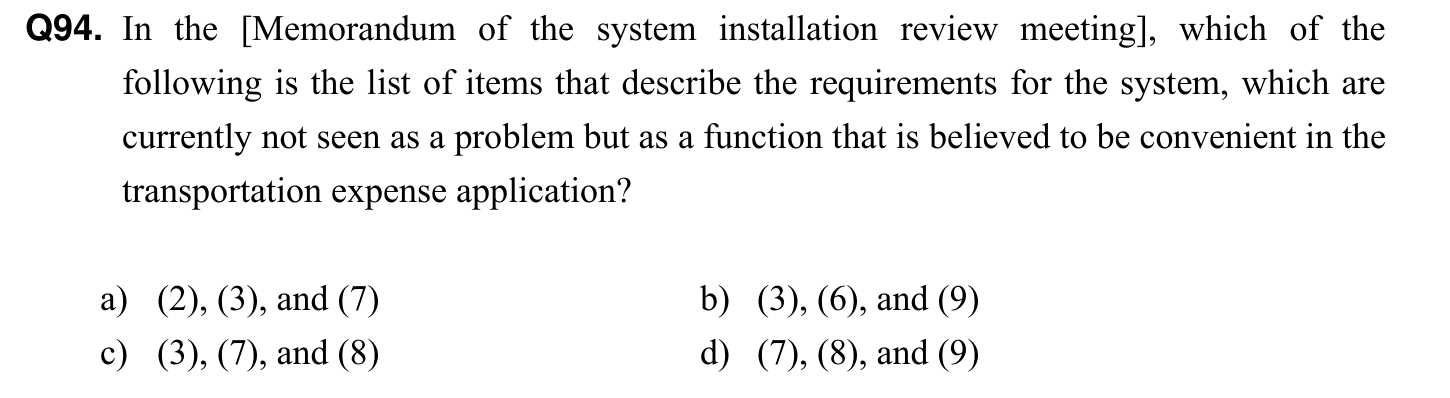 Q94. In the [Memorandum of the system installation review meeting], which of the
following is the list of items that describe the requirements for the system, which are
currently not seen as a problem but as a function that is believed to be convenient in the
transportation expense application?
a) (2), (3), and (7) b) (3), (6), and (9)
c) (3), (7), and (8) d) (7), (8), and (9)